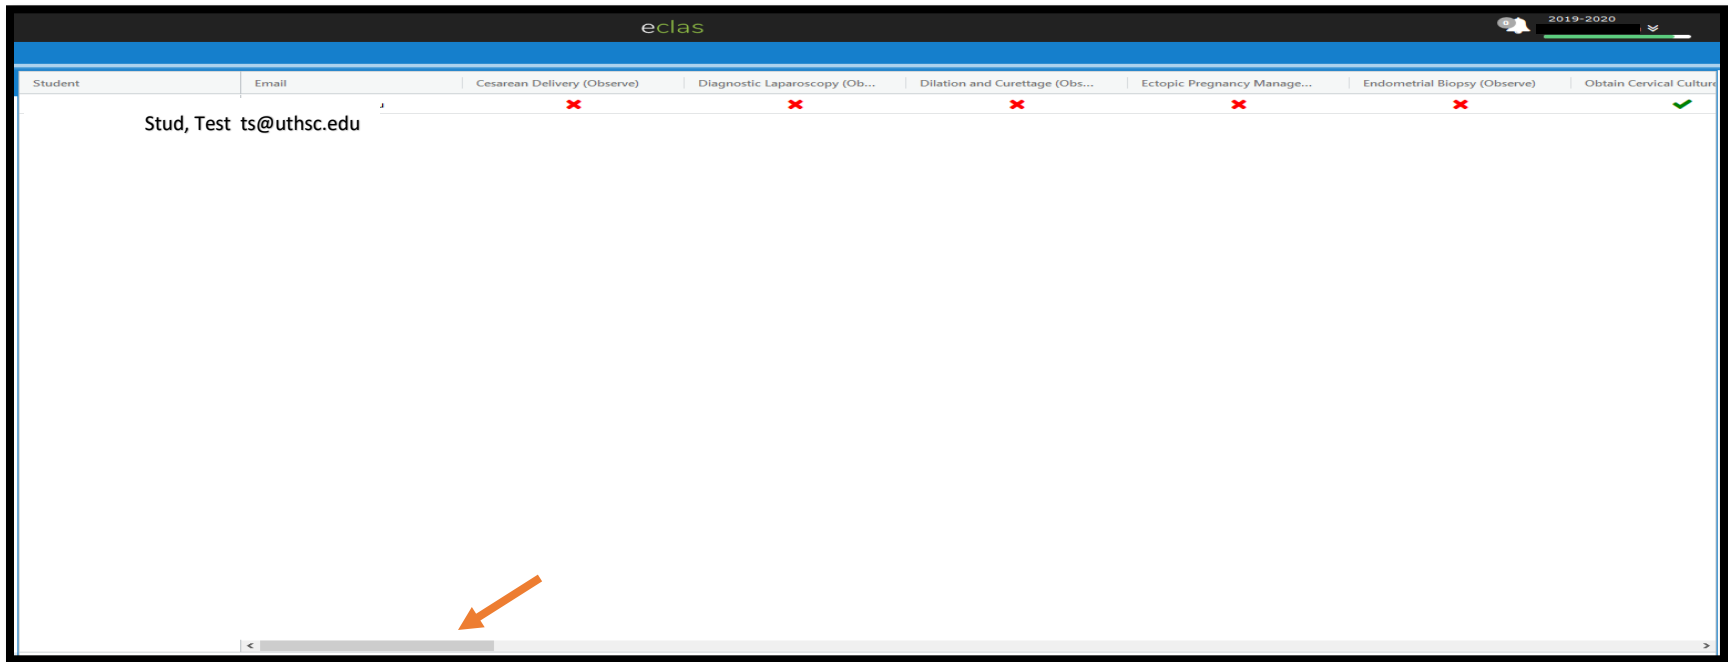 eclas
0
2019-2020
Student Email Cesarean Delivery (Observe) Diagnostic Laparoscopy (Ob... Dilation and Curettage (Obs... Ectopic Pregnancy Manage... Endometrial Biopsy (Observe) Obtain Cervical Culture
Stud, Test ts@uthsc.edu